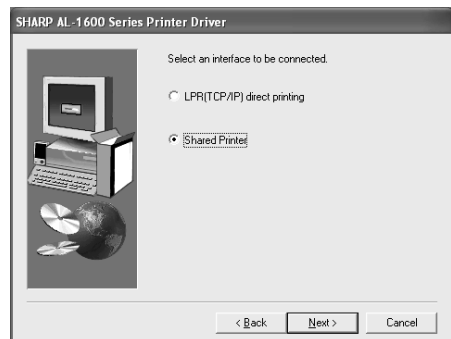 SHARP AL-1600 Series Printer Driver
Select an interface to be connected.
LPR(TCP/IP) direct printing
Shared Printer
< Back Next > Cancel